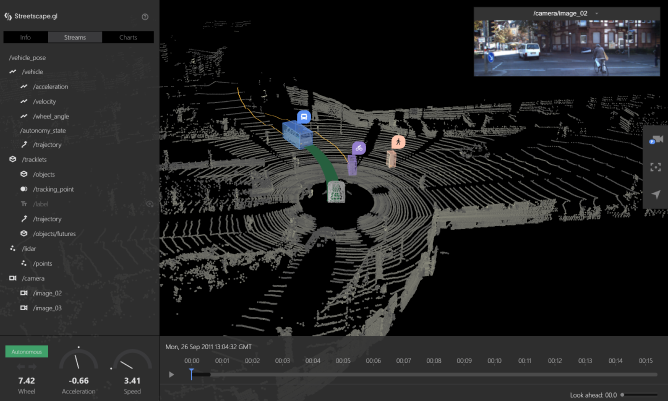 Streetscape.gl
Info Streams Charts
/vehicle_pose
/vehicle
/acceleration
/velocity
/wheel_angle
/autonomy_state
/trajectory
/tracklets
/objects
/tracking_point
/label
/trajectory
/objects/futures
/lidar
/points
/camera
/image_02
/image_03
Autonomous
7.42 -0.66 3.41
Wheel Acceleration Speed
/camera/image_02
Mon, 26 Sep 2011 13:04:32 GMT
00:00 00:01 00:02 00:03 00:04 00:05 00:06 00:07 00:08 00:09 00:10 00:11 00:12 00:13 00:14 00:15
Look ahead: 00.0